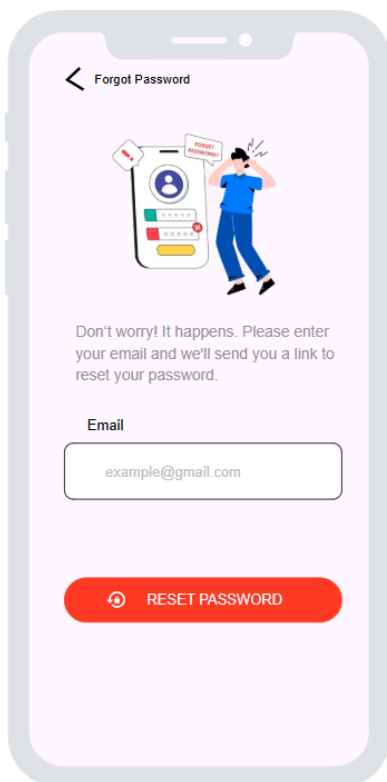 Forgot Password
FORGET
PASSWORD?
Don't worry! It happens. Please enter
your email and we'll send you a link to
reset your password.
Email
example@gmail.com
RESET PASSWORD